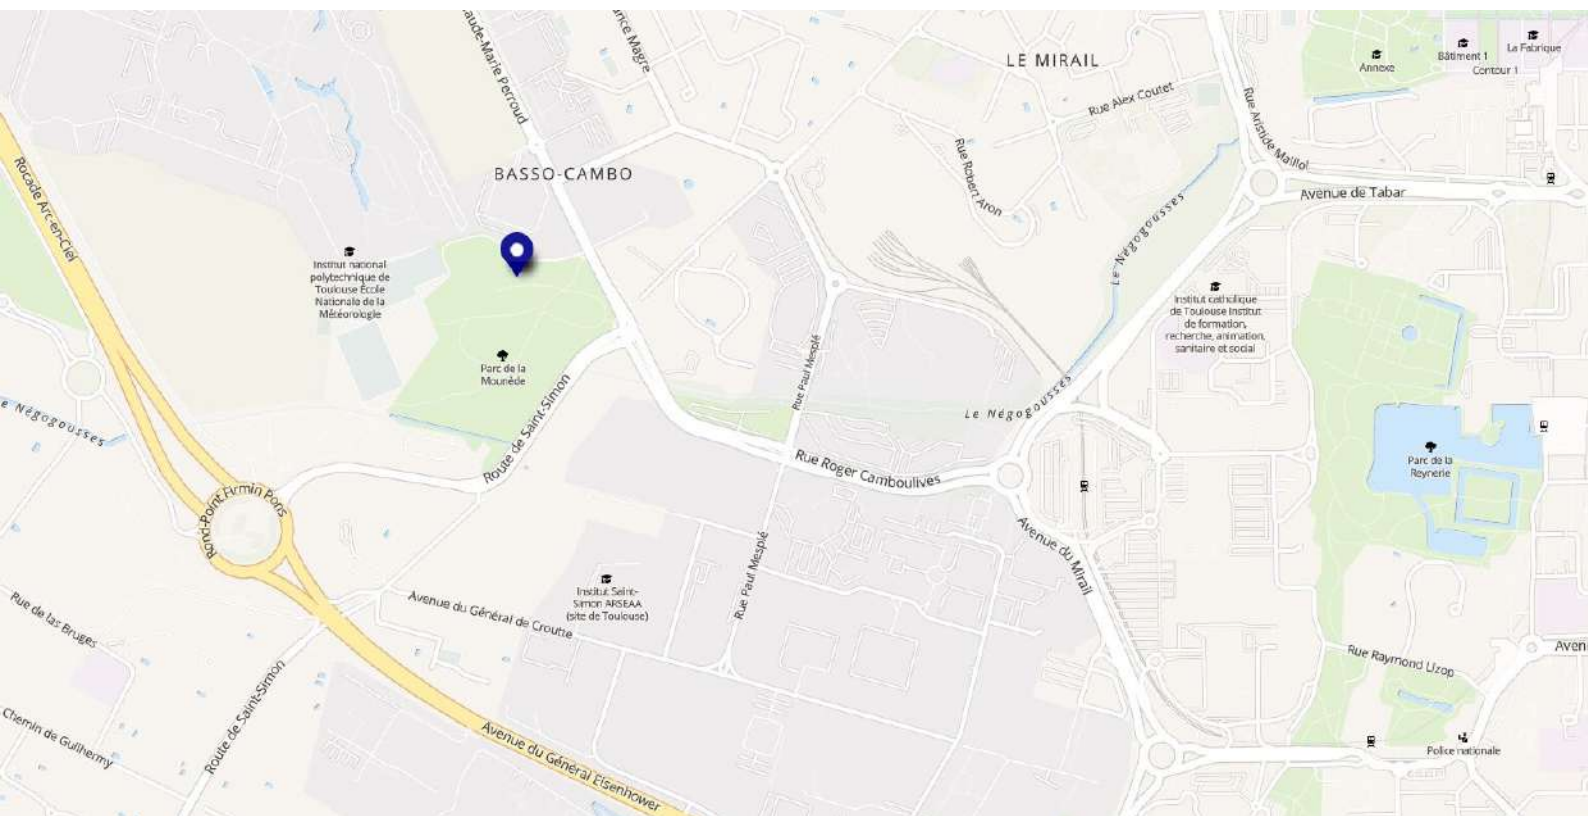 aude-Marie Perroud
rice Magre
LE MIRAIL
Annexe
Bâtiment 1
La Fabrique
Contour 1
Rue Alex Coutet
Rue Aristide Maillol
Rocade Arc-en-Ciel
BASSO-CAMBO
Rue Robert Aron
Avenue de Tabar
Le Négogousses
Institut national
polytechnique de
Toulouse École
Nationale de la
Météorologie
Institut catholique
de Toulouse Institut
de formation,
recherche, animation,
sanitaire et social
Parc de la
Mounède
Rue Paul Mesplé
e Négogousses
Le Négogousses
Route de Saint-Simon
Rue Roger Camboulives
Parc de la
Reynerie
Rond-Point Firmin Pons
Avenue du Mirail
Institut Saint-
Simon ARSEAA
(site de Toulouse)
Rue Paul Mesplé
Rue de las Bruges
Avenue du Général de Croutte
Rue Raymond Lizop
Aven
Route de Saint-Simon
Chemin de Guilhermy
Avenue du Général Eisenhower
Police nationale